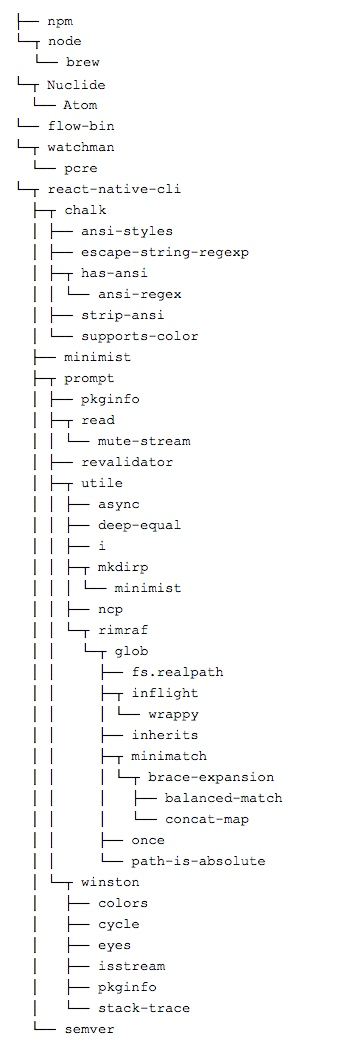 ├── npm
└─┬ node
  └── brew
└─┬ Nuclide
  └── Atom
└── flow-bin
└─┬ watchman
  └── pcre
└─┬ react-native-cli
  ├─┬ chalk
  │ ├── ansi-styles
  │ ├── escape-string-regexp
  │ ├─┬ has-ansi
  │ │ └── ansi-regex
  │ ├── strip-ansi
  │ └── supports-color
  ├── minimist
  ├─┬ prompt
  │ ├── pkginfo
  │ ├─┬ read
  │ │ └── mute-stream
  │ ├── revalidator
  │ ├─┬ utile
  │ │ ├── async
  │ │ ├── deep-equal
  │ │ ├── i
  │ │ ├─┬ mkdirp
  │ │ │ └── minimist
  │ │ ├── ncp
  │ │ └─┬ rimraf
  │ │   └─┬ glob
  │ │     ├── fs.realpath
  │ │     ├─┬ inflight
  │ │     │ └── wrappy
  │ │     ├── inherits
  │ │     ├─┬ minimatch
  │ │     │ └─┬ brace-expansion
  │ │     │   ├── balanced-match
  │ │     │   └── concat-map
  │ │     ├── once
  │ │     └── path-is-absolute
  │ └─┬ winston
  │   ├── colors
  │   ├── cycle
  │   ├── eyes
  │   ├── isstream
  │   ├── pkginfo
  │   └── stack-trace
  └── semver